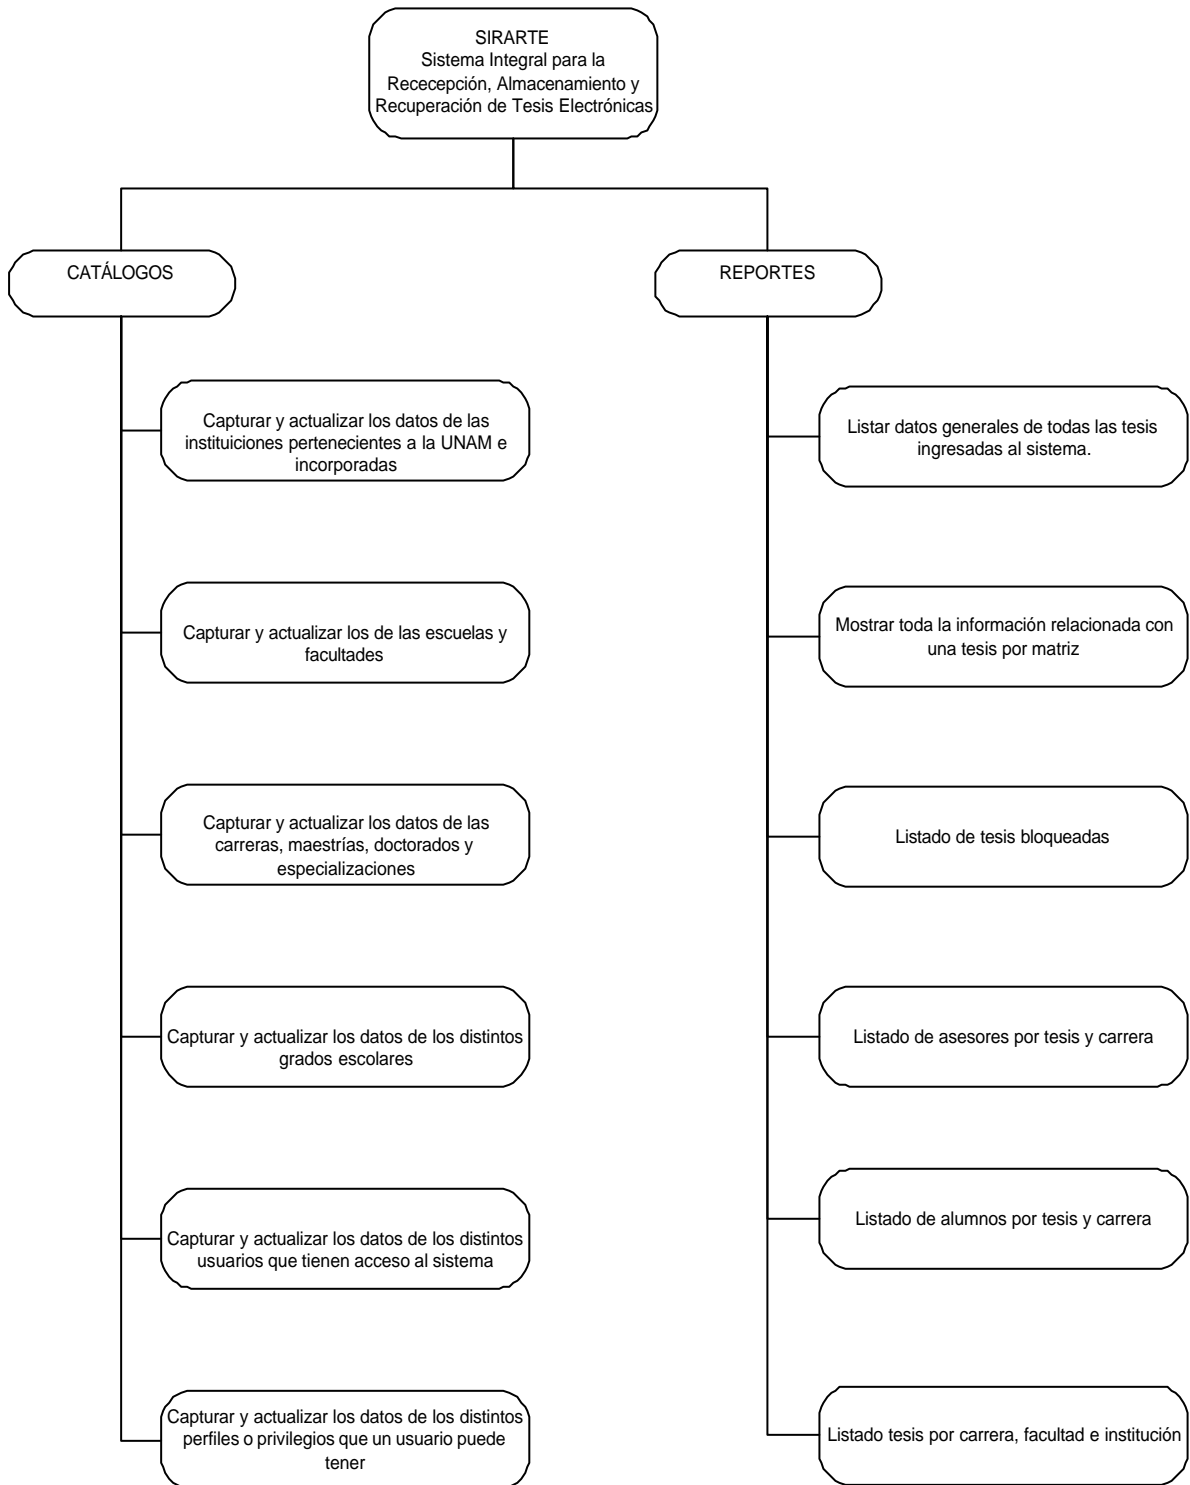 SIRARTE
Sistema Integral para la
Rececepción, Almacenamiento y
Recuperación de Tesis Electrónicas
CATÁLOGOS
Capturar y actualizar los datos de las
instituiciones pertenecientes a la UNAM e
incorporadas
Capturar y actualizar los de las escuelas y
facultades
Capturar y actualizar los datos de las
carreras, maestrías, doctorados y
especializaciones
Capturar y actualizar los datos de los distintos
grados escolares
Capturar y actualizar los datos de los distintos
usuarios que tienen acceso al sistema
Capturar y actualizar los datos de los distintos
perfiles o privilegios que un usuario puede
tener
REPORTES
Listar datos generales de todas las tesis
ingresadas al sistema.
Mostrar toda la información relacionada con
una tesis por matriz
Listado de tesis bloqueadas
Listado de asesores por tesis y carrera
Listado de alumnos por tesis y carrera
Listado tesis por carrera, facultad e institución